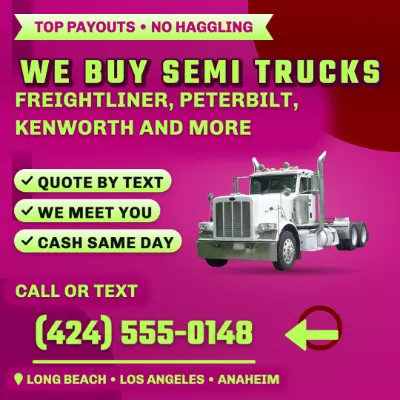 TOP PAYOUTS • NO HAGGLING
WE BUY SEMI TRUCKS
FREIGHTLINER, PETERBILT,
KENWORTH AND MORE
QUOTE BY TEXT
WE MEET YOU
CASH SAME DAY
CALL OR TEXT
(424) 555-0148
LONG BEACH • LOS ANGELES • ANAHEIM